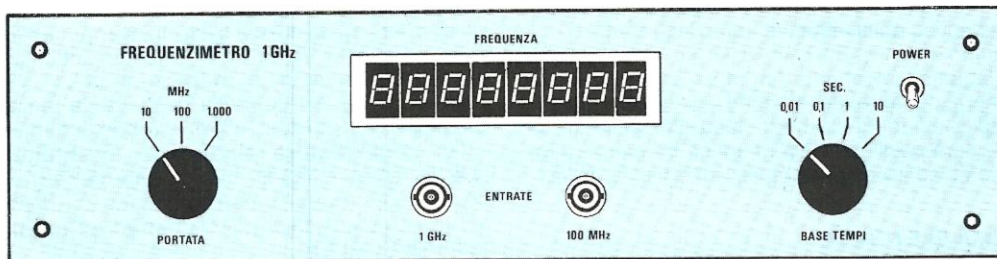 FREQUENZIMETRO 1GHz
FREQUENZA
POWER
MHz
10 100 1.000
88888888
SEC.
0,01 0,1 1 10
ENTRATE
1 GHz
100 MHz
PORTATA
BASE TEMPI